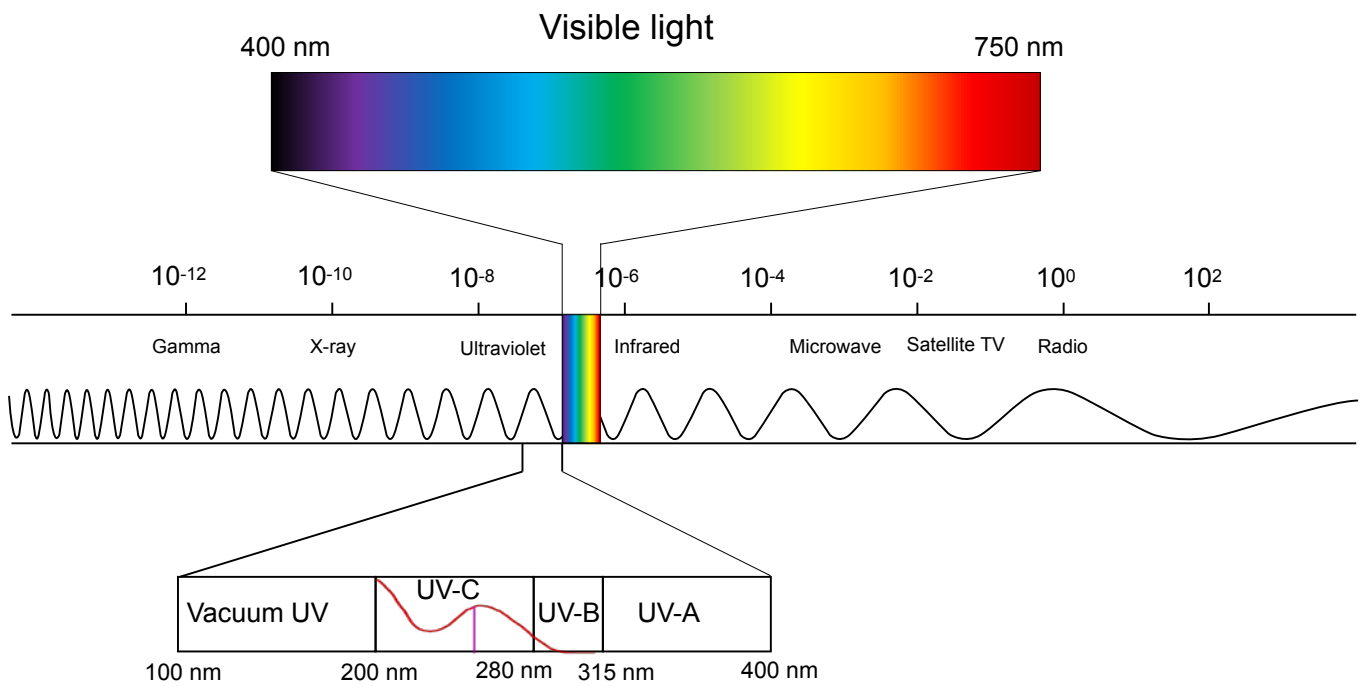 Visible light
400 nm 750 nm
10-12 10-10 10-8 10-6 10-4 10-2 100 102
Gamma X-ray Ultraviolet Infrared Microwave Satellite TV Radio
Vacuum UV UV-C UV-B UV-A
100 nm 200 nm 280 nm 315 nm 400 nm